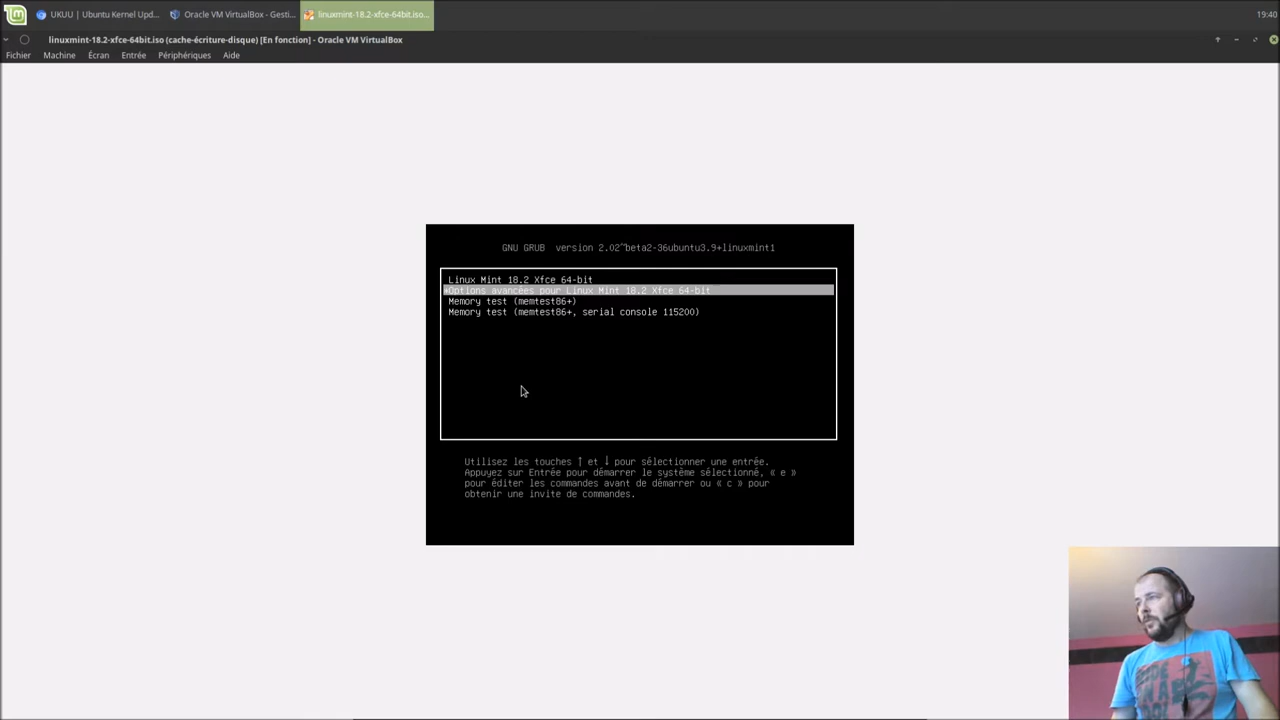 UKUU | Ubuntu Kernel Upd...
Oracle VM VirtualBox - Gesti...
linuxmint-18.2-xfce-64bit.iso...
19:40
linuxmint-18.2-xfce-64bit.iso (cache-écriture-disque) [En fonction] - Oracle VM VirtualBox
Fichier Machine Écran Entrée Périphériques Aide
GNU GRUB version 2.02~beta2-36ubuntu3.9+linuxmint1
Linux Mint 18.2 Xfce 64-bit
*Options avancées pour Linux Mint 18.2 Xfce 64-bit
Memory test (memtest86+)
Memory test (memtest86+, serial console 115200)
Utilisez les touches ↑ et ↓ pour sélectionner une entrée.
Appuyez sur Entrée pour démarrer le système sélectionné, « e »
pour éditer les commandes avant de démarrer ou « c » pour
obtenir une invite de commandes.